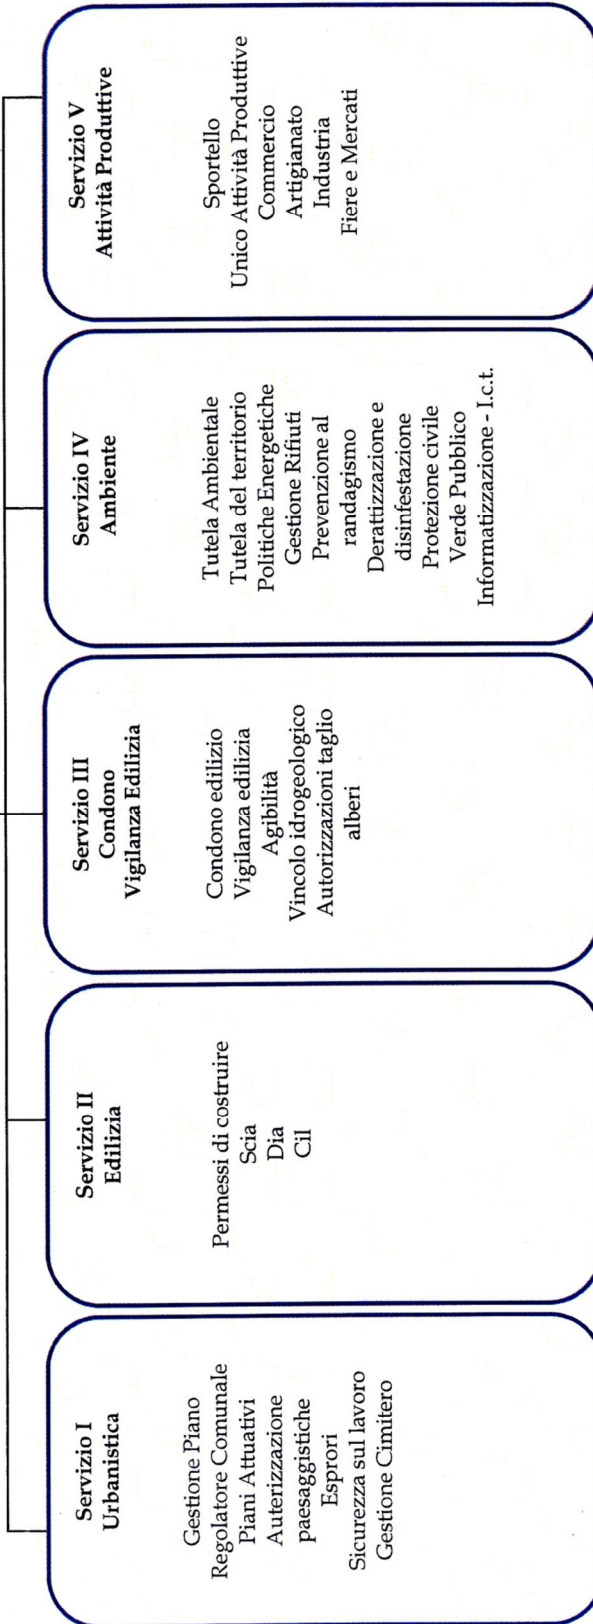 Servizio I
Urbanistica
Gestione Piano
Regolatore Comunale
Piani Attuativi
Auterizzazione
paesaggistiche
Esprori
Sicurezza sul lavoro
Gestione Cimitero
Servizio II
Edilizia
Permessi di costruire
Scia
Dia
Cil
Servizio III
Condono
Vigilanza Edilizia
Condono edilizio
Vigilanza edilizia
Agibilità
Vincolo idrogeologico
Autorizzazioni taglio
alberi
Servizio IV
Ambiente
Tutela Ambientale
Tutela del territorio
Politiche Energetiche
Gestione Rifiuti
Prevenzione al
randagismo
Derattizzazione e
disinfestazione
Protezione civile
Verde Pubblico
Informatizzazione - I.c.t.
Servizio V
Attività Produttive
Sportello
Unico Attività Produttive
Commercio
Artigianato
Industria
Fiere e Mercati